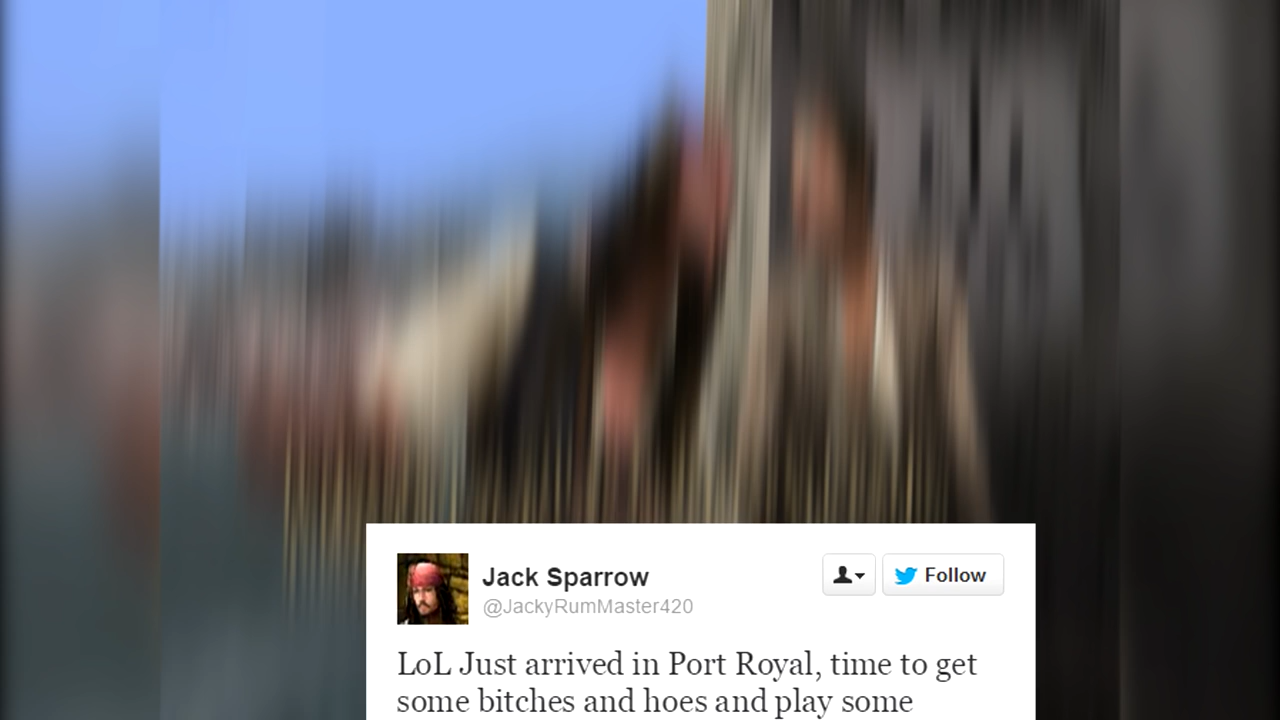 Jack Sparrow
@JackyRumMaster420
Follow
LoL Just arrived in Port Royal, time to get
some bitches and hoes and play some